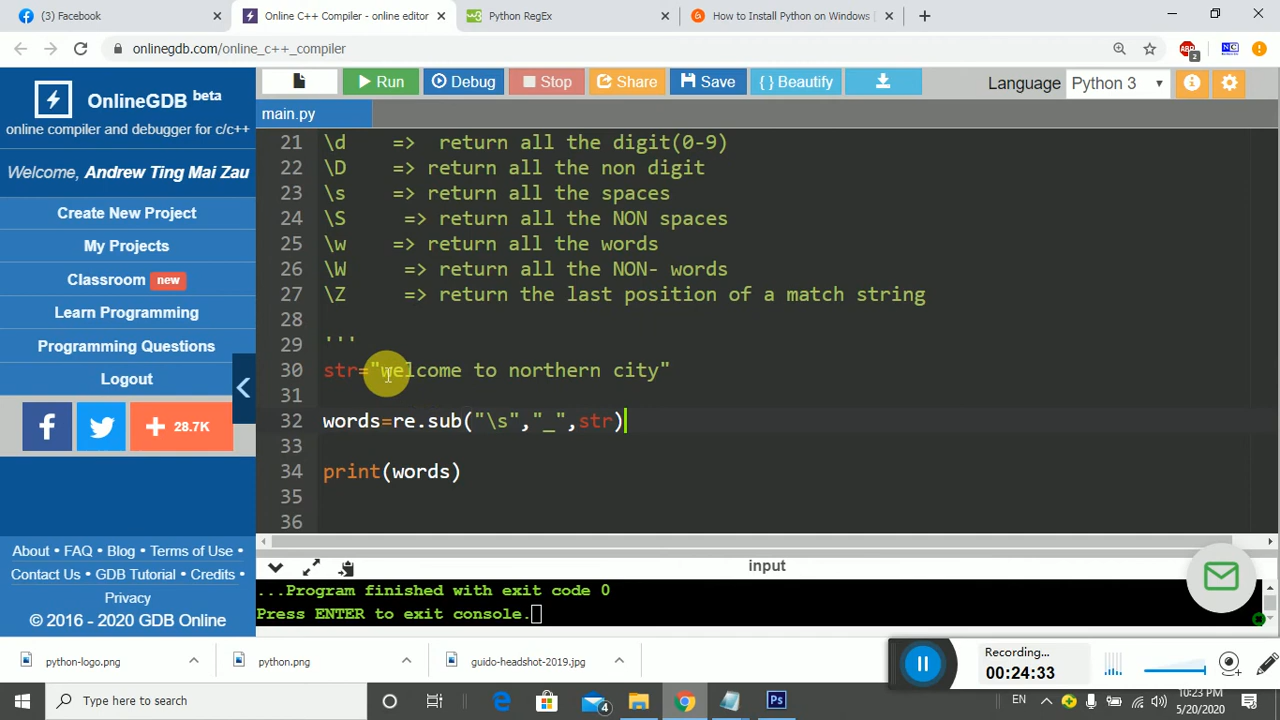 (3) Facebook
Online C++ Compiler - online editor
Python RegEx
How to Install Python on Windows
onlinegdb.com/online_c++_compiler
OnlineGDB beta
online compiler and debugger for c/c++
Welcome, Andrew Ting Mai Zau
Create New Project
My Projects
Classroom new
Learn Programming
Programming Questions
Logout
28.7K
About • FAQ • Blog • Terms of Use •
Contact Us • GDB Tutorial • Credits •
Privacy
© 2016 - 2020 GDB Online
Run Debug Stop Share Save { } Beautify Language Python 3
main.py
21 \d => return all the digit(0-9)
22 \D => return all the non digit
23 \s => return all the spaces
24 \S => return all the NON spaces
25 \w => return all the words
26 \W => return all the NON- words
27 \Z => return the last position of a match string
28
29 '''
30 str="welcome to northern city"
31
32 words=re.sub("\s","_",str)
33
34 print(words)
35
36
input
...Program finished with exit code 0
Press ENTER to exit console.
python-logo.png
python.png
guido-headshot-2019.jpg
Recording...
00:24:33
Type here to search
EN
10:23 PM
5/20/2020